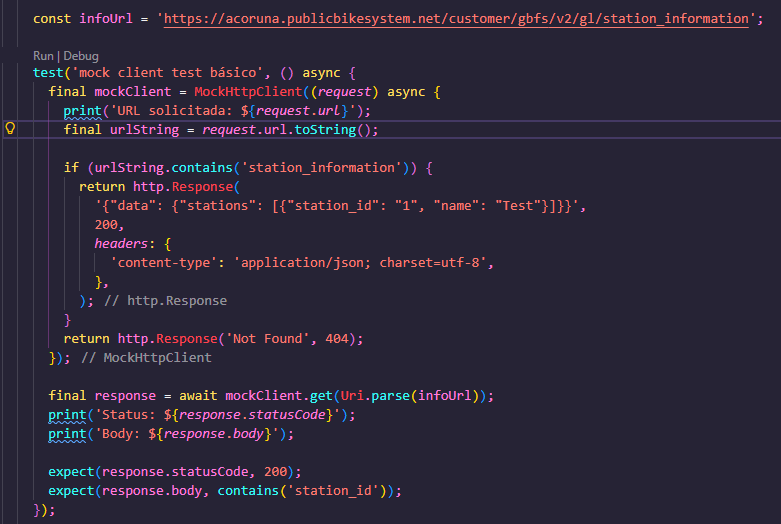 const infoUrl = 'https://acoruna.publicbikesystem.net/customer/gbfs/v2/gl/station_information';
Run | Debug
test('mock client test básico', () async {
final mockClient = MockHttpClient((request) async {
print('URL solicitada: ${request.url}');
final urlString = request.url.toString();
if (urlString.contains('station_information')) {
return http.Response(
'{"data": {"stations": [{"station_id": "1", "name": "Test"}]}}',
200,
headers: {
'content-type': 'application/json; charset=utf-8',
},
); // http.Response
}
return http.Response('Not Found', 404);
}); // MockHttpClient
final response = await mockClient.get(Uri.parse(infoUrl));
print('Status: ${response.statusCode}');
print('Body: ${response.body}');
expect(response.statusCode, 200);
expect(response.body, contains('station_id'));
});